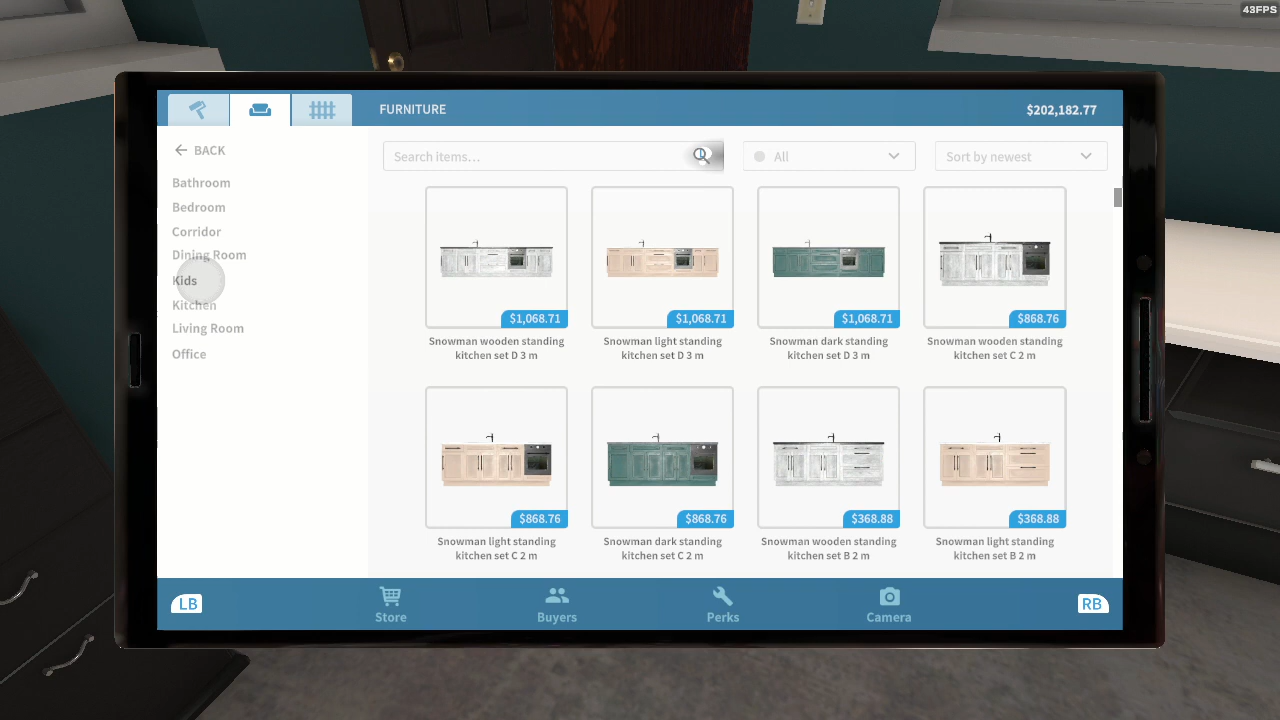 43FPS
FURNITURE
$202,182.77
BACK
Search items...
All
Sort by newest
Bathroom
Bedroom
Corridor
Dining Room
Kids
Kitchen
Living Room
Office
$1,068.71
$1,068.71
$1,068.71
$868.76
Snowman wooden standing
kitchen set D 3 m
Snowman light standing
kitchen set D 3 m
Snowman dark standing
kitchen set D 3 m
Snowman wooden standing
kitchen set C 2 m
$868.76
$868.76
$368.88
$368.88
Snowman light standing
kitchen set C 2 m
Snowman dark standing
kitchen set C 2 m
Snowman wooden standing
kitchen set B 2 m
Snowman light standing
kitchen set B 2 m
LB
Store
Buyers
Perks
Camera
RB